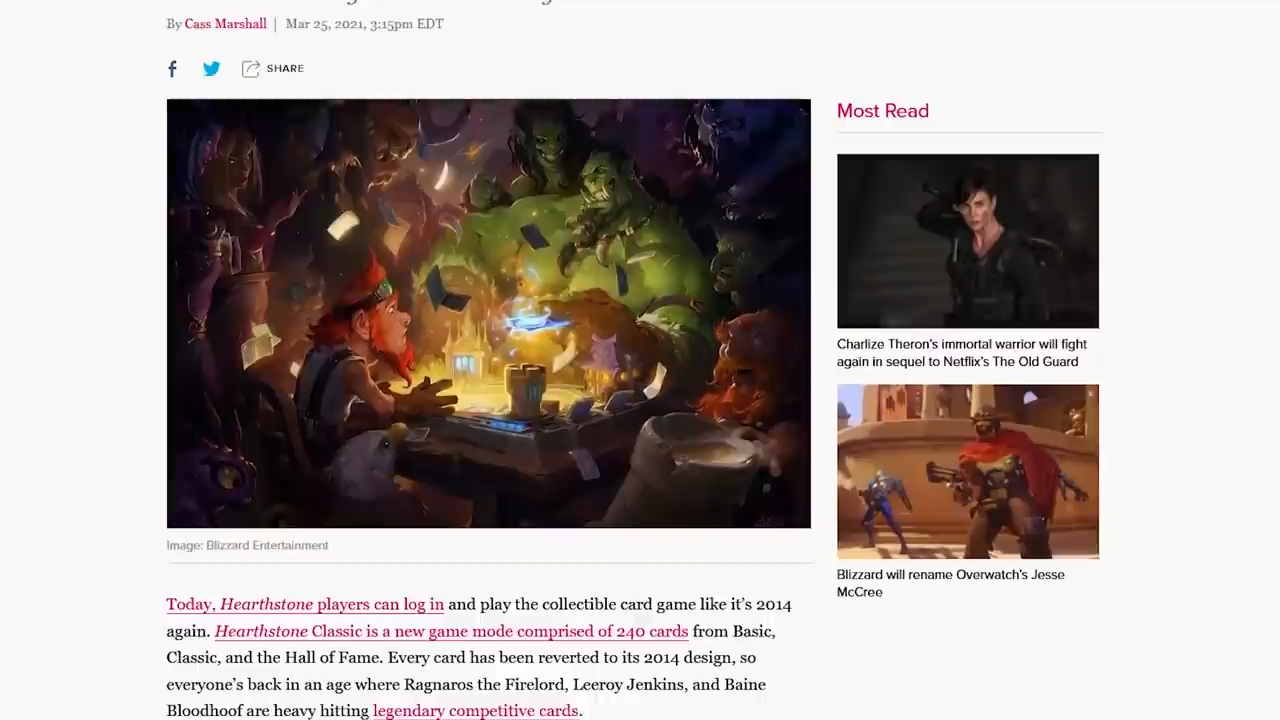 By Cass Marshall | Mar 25, 2021, 3:15pm EDT
SHARE
Most Read
Charlize Theron's immortal warrior will fight
again in sequel to Netflix's The Old Guard
Blizzard will rename Overwatch's Jesse
McCree
Image: Blizzard Entertainment
Today, Hearthstone players can log in and play the collectible card game like it's 2014
again. Hearthstone Classic is a new game mode comprised of 240 cards from Basic,
Classic, and the Hall of Fame. Every card has been reverted to its 2014 design, so
everyone's back in an age where Ragnaros the Firelord, Leeroy Jenkins, and Baine
Bloodhoof are heavy hitting legendary competitive cards.